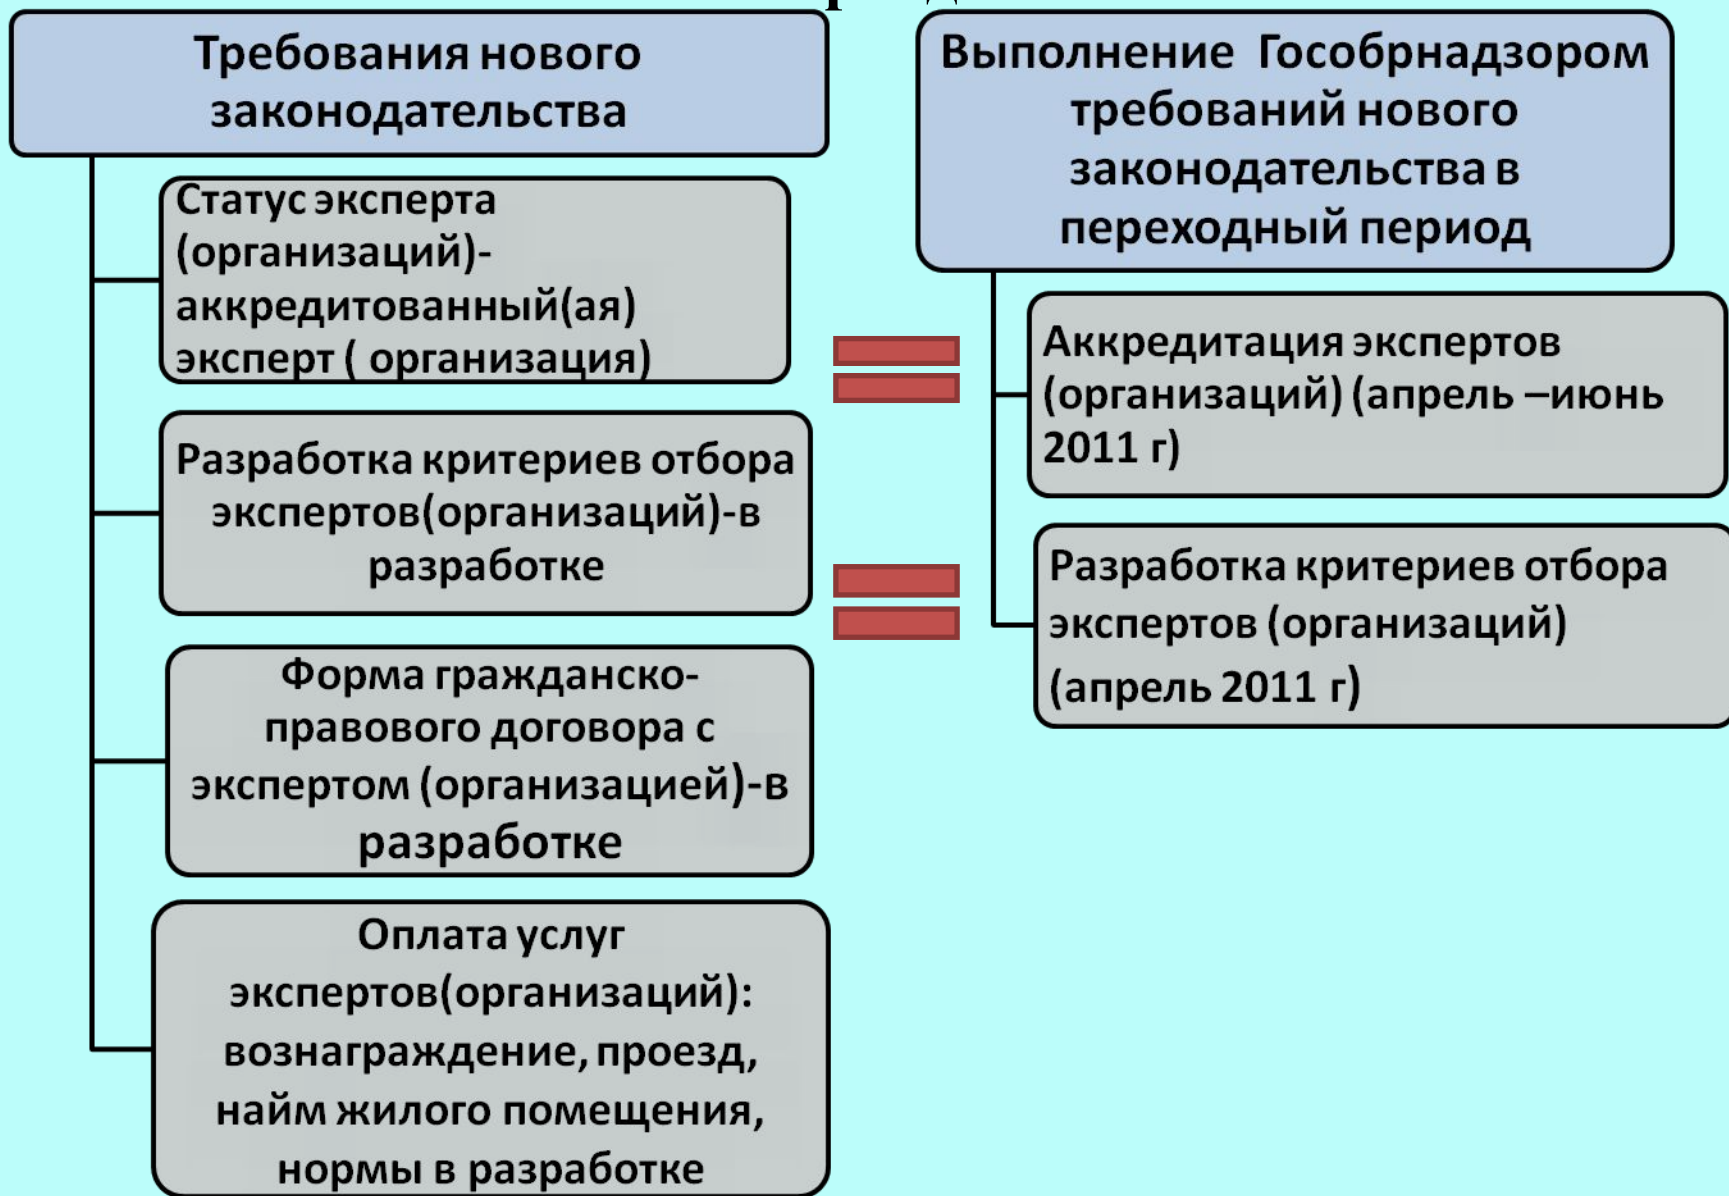 Требования нового
законодательства
Статус эксперта
(организаций)-
аккредитованный(ая)
эксперт ( организация)
Разработка критериев отбора
экспертов(организаций)-в
разработке
Форма гражданско-
правового договора с
экспертом (организацией)-в
разработке
Оплата услуг
экспертов(организаций):
вознаграждение, проезд,
найм жилого помещения,
нормы в разработке
Выполнение Гособрнадзором
требований нового
законодательства в
переходный период
Аккредитация экспертов
(организаций) (апрель –июнь
2011 г)
Разработка критериев отбора
экспертов (организаций)
(апрель 2011 г)